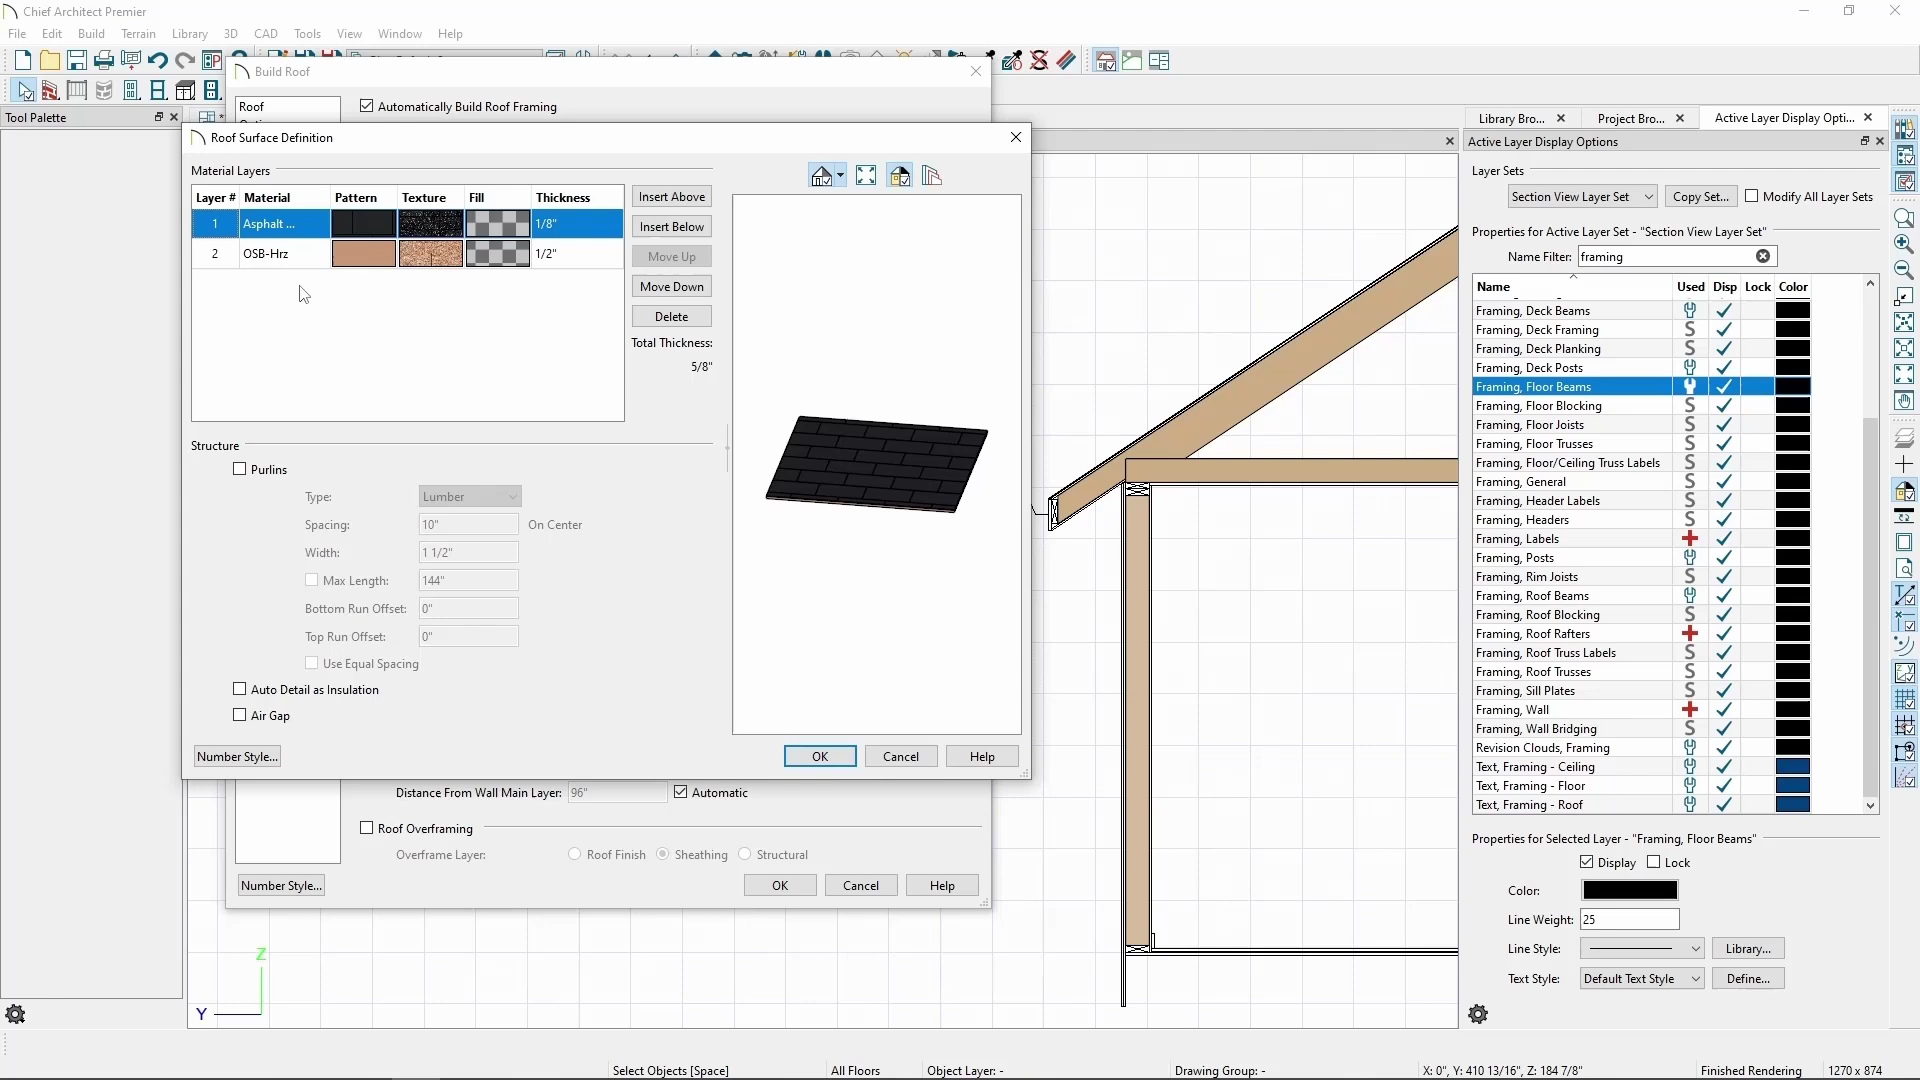 Chief Architect Premier
File Edit Build Terrain Library 3D CAD Tools View Window Help
Build Roof
Roof
Automatically Build Roof Framing
Tool Palette
Library Bro... Project Bro... Active Layer Display Opti...
Active Layer Display Options
Roof Surface Definition
Material Layers
Layer # Material Pattern Texture Fill Thickness
1 Asphalt ... 1/8"
2 OSB-Hrz 1/2"
Insert Above
Insert Below
Move Up
Move Down
Delete
Total Thickness:
5/8"
Structure
Purlins
Type: Lumber
Spacing: 10" On Center
Width: 1 1/2"
Max Length: 144"
Bottom Run Offset: 0"
Top Run Offset: 0"
Use Equal Spacing
Auto Detail as Insulation
Air Gap
Number Style... OK Cancel Help
Distance From Wall Main Layer: 96" Automatic
Roof Overframing
Overframe Layer: Roof Finish Sheathing Structural
Number Style... OK Cancel Help
Z
Y
Layer Sets
Section View Layer Set Copy Set... Modify All Layer Sets
Properties for Active Layer Set - "Section View Layer Set"
Name Filter: framing
Name Used Disp Lock Color
Framing, Deck Beams
Framing, Deck Framing S
Framing, Deck Planking S
Framing, Deck Posts
Framing, Floor Beams
Framing, Floor Blocking S
Framing, Floor Joists S
Framing, Floor Trusses S
Framing, Floor/Ceiling Truss Labels S
Framing, General S
Framing, Header Labels S
Framing, Headers S
Framing, Labels
Framing, Posts
Framing, Rim Joists S
Framing, Roof Beams
Framing, Roof Blocking S
Framing, Roof Rafters
Framing, Roof Truss Labels S
Framing, Roof Trusses S
Framing, Sill Plates S
Framing, Wall
Framing, Wall Bridging S
Revision Clouds, Framing
Text, Framing - Ceiling
Text, Framing - Floor
Text, Framing - Roof
Properties for Selected Layer - "Framing, Floor Beams"
Display Lock
Color:
Line Weight: 25
Line Style: Library...
Text Style: Default Text Style Define...
Select Objects [Space] All Floors Object Layer: - Drawing Group: - X: 0", Y: 410 13/16", Z: 184 7/8" Finished Rendering 1270 x 874